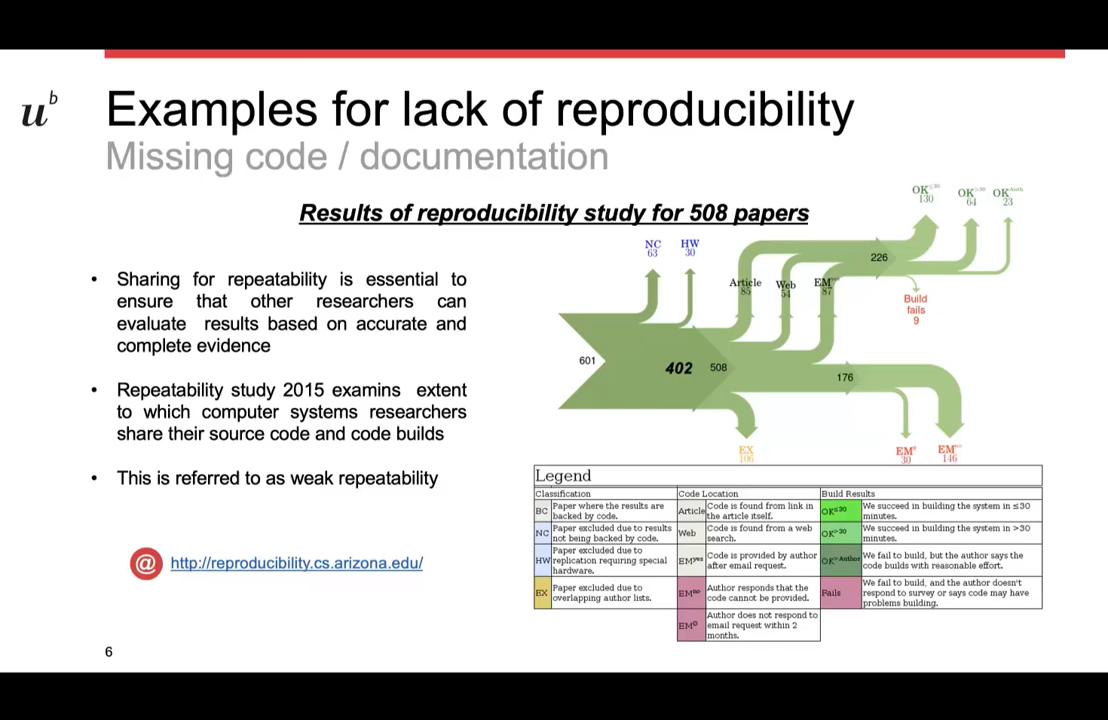 u^b
Examples for lack of reproducibility
Missing code / documentation
Results of reproducibility study for 508 papers
• Sharing for repeatability is essential to
ensure that other researchers can
evaluate results based on accurate and
complete evidence
• Repeatability study 2015 examins extent
to which computer systems researchers
share their source code and code builds
• This is referred to as weak repeatability
@ http://reproducibility.cs.arizona.edu/
6
OK≤30
130
OK>30
64
OK>Auth
23
NC
63
HW
30
Article
85
Web
54
EMyes
87
226
Build
fails
9
601
402
508
176
EX
106
EMø
30
EMno
146
Legend
Classification Code Location Build Results
BC Paper where the results are
backed by code.
NC Paper excluded due to results
not being backed by code.
HW Paper excluded due to
replication requiring special
hardware.
EX Paper excluded due to
overlapping author lists.
Article Code is found from link in
the article itself.
Web Code is found from a web
search.
EMyes Code is provided by author
after email request.
EMno Author responds that the
code cannot be provided.
EMø Author does not respond to
email request within 2
months.
OK≤30 We succeed in building the system in ≤30
minutes.
OK>30 We succeed in building the system in >30
minutes.
OK>Author We fail to build, but the author says the
code builds with reasonable effort.
Fails We fail to build, and the author doesn't
respond to survey or says code may have
problems building.